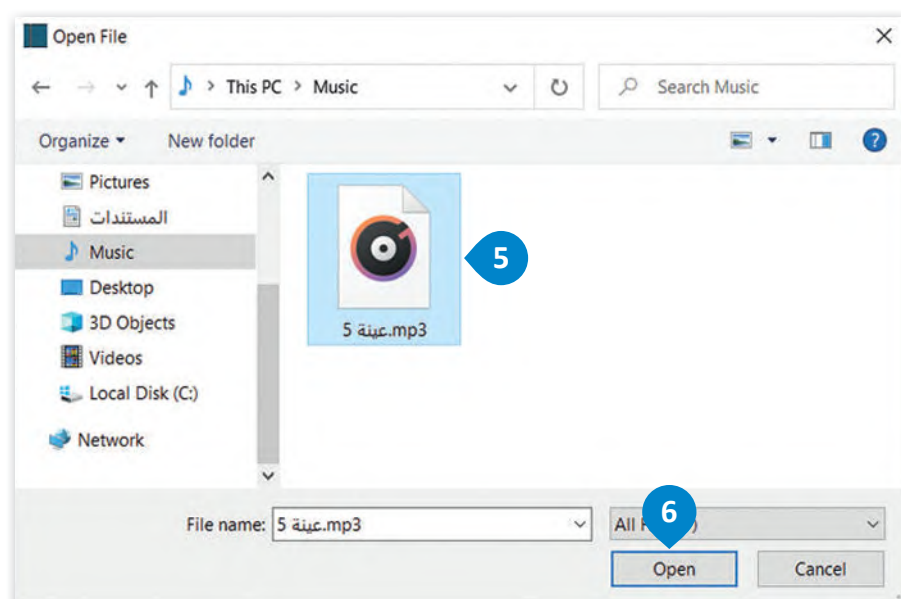 Open File
This PC > Music
Search Music
Organize
New folder
Pictures
المستندات
Music
Desktop
3D Objects
Videos
Local Disk (C:)
Network
5 عينة.mp3
5
File name: 5 عينة.mp3
All
6
Open
Cancel